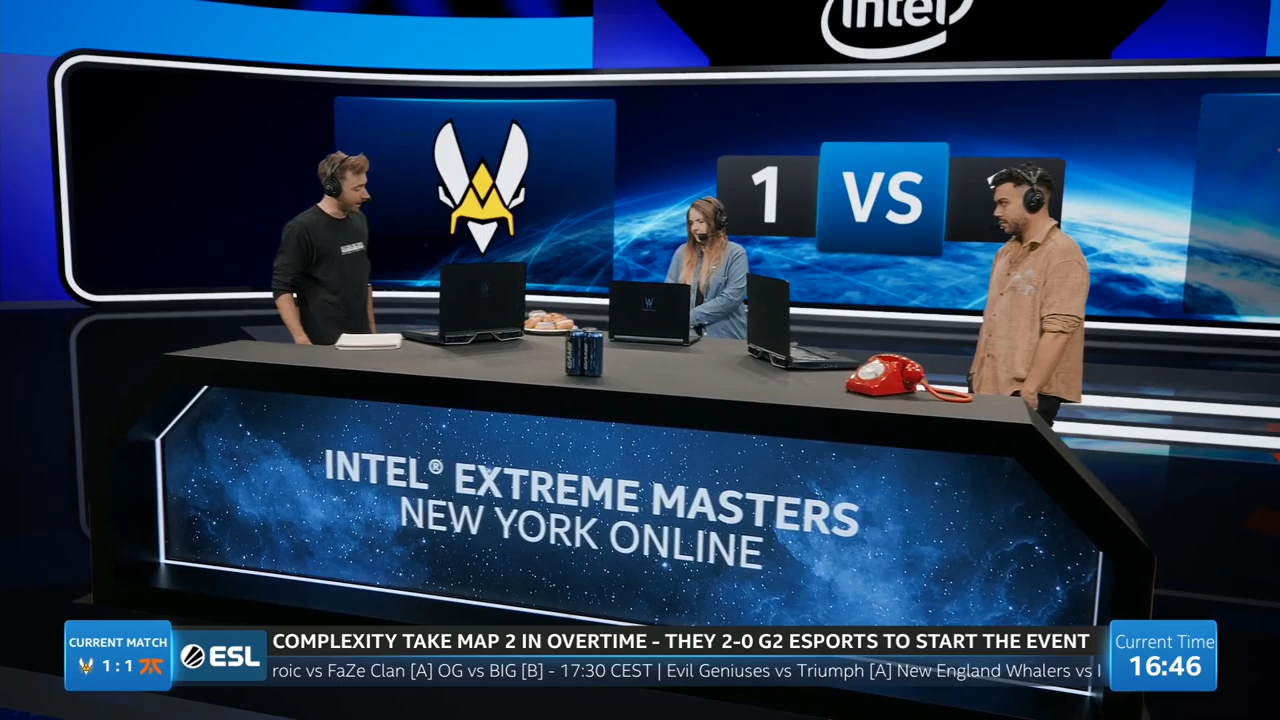 intel
1 VS
INTEL® EXTREME MASTERS
NEW YORK ONLINE
CURRENT MATCH
1:1
ESL
COMPLEXITY TAKE MAP 2 IN OVERTIME - THEY 2-0 G2 ESPORTS TO START THE EVENT
roic vs FaZe Clan [A] OG vs BIG [B] - 17:30 CEST | Evil Geniuses vs Triumph [A] New England Whalers vs
Current Time
16:46